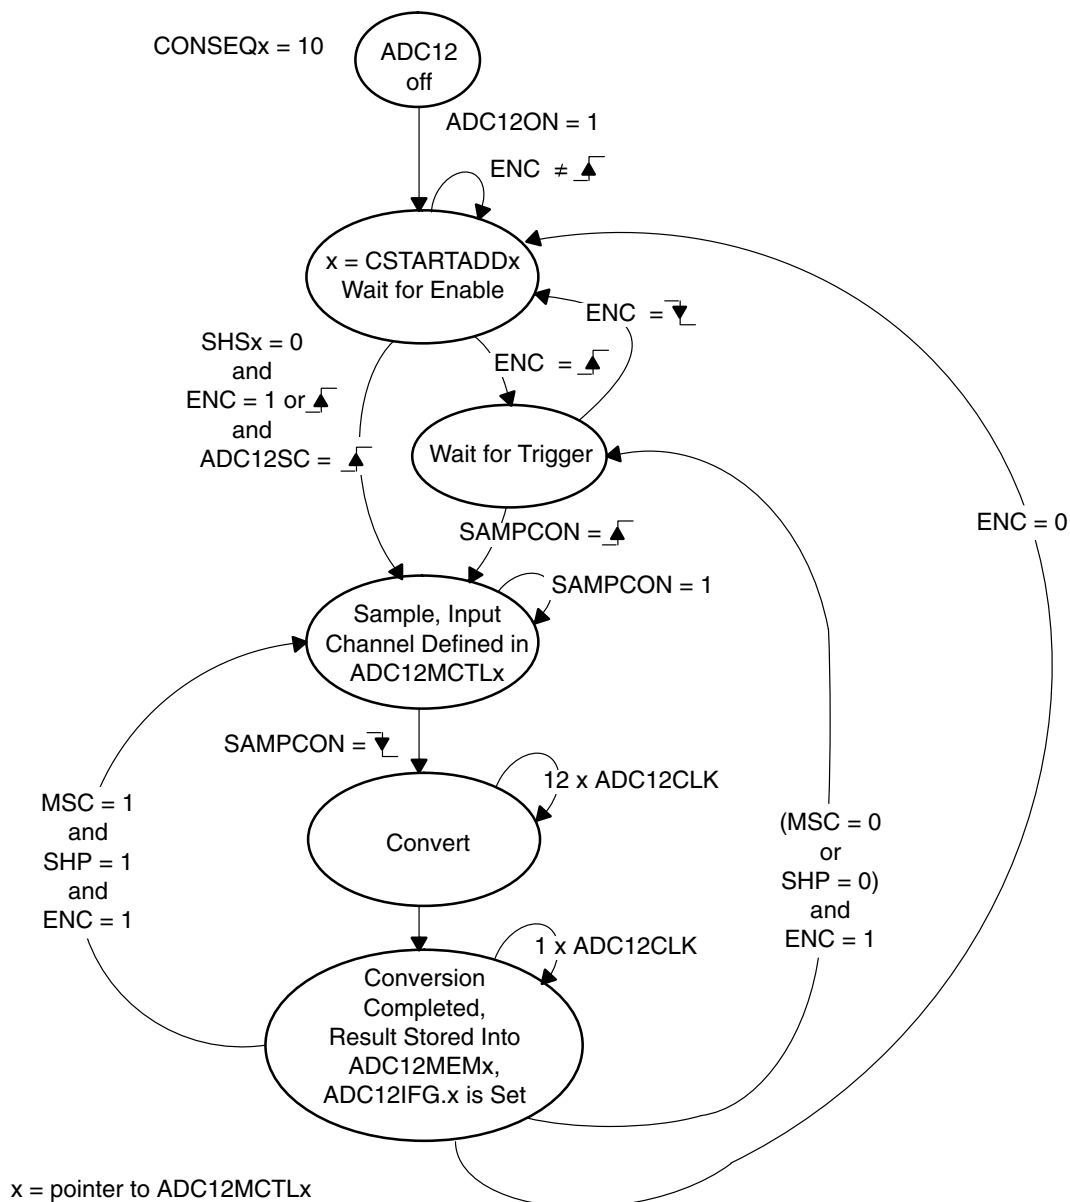 CONSEQx = 10
ADC12
off
ADC12ON = 1
ENC ≠
x = CSTARTADDx
Wait for Enable
ENC =
SHSx = 0
and
ENC = 1 or
and
ADC12SC =
ENC =
Wait for Trigger
ENC = 0
SAMPCON =
SAMPCON = 1
Sample, Input
Channel Defined in
ADC12MCTLx
SAMPCON =
12 x ADC12CLK
MSC = 1
and
SHP = 1
and
ENC = 1
Convert
(MSC = 0
or
SHP = 0)
and
ENC = 1
1 x ADC12CLK
Conversion
Completed,
Result Stored Into
ADC12MEMx,
ADC12IFG.x is Set
x = pointer to ADC12MCTLx